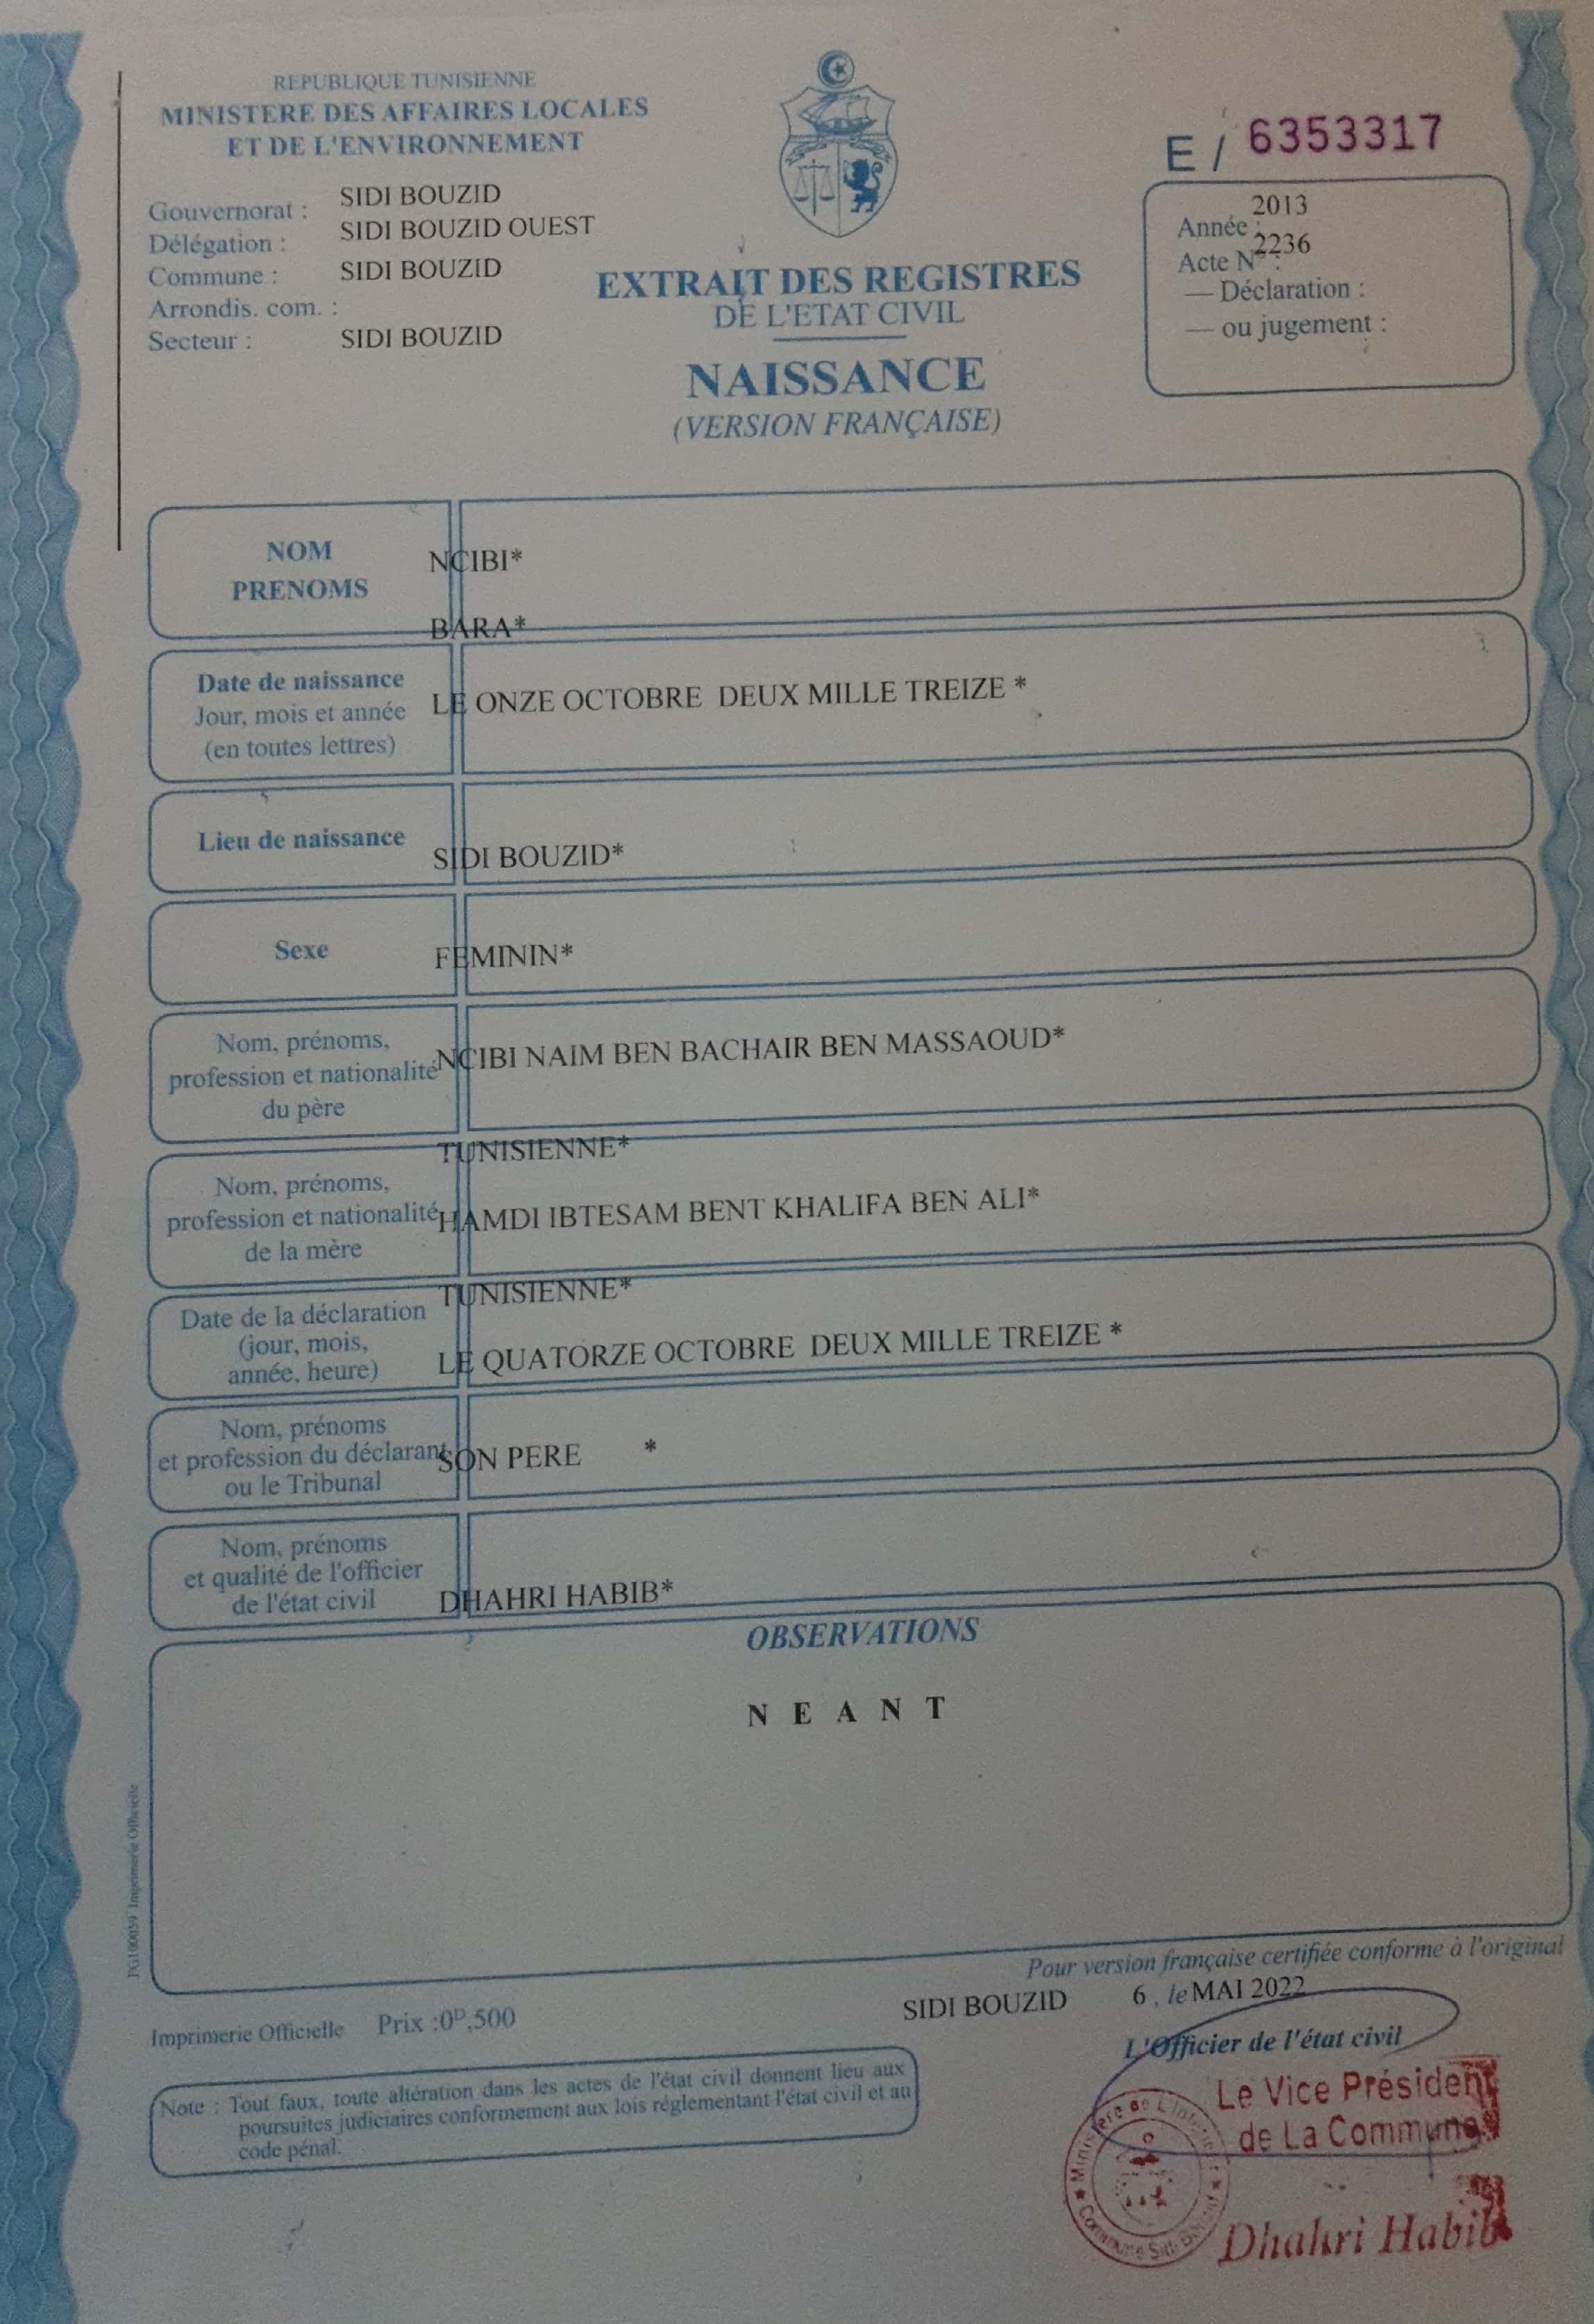 REPUBLIQUE TUNISIENNE
MINISTERE DES AFFAIRES LOCALES
ET DE L'ENVIRONNEMENT
Gouvernorat : SIDI BOUZID
Délégation : SIDI BOUZID OUEST
Commune : SIDI BOUZID
Arrondis. com. :
Secteur : SIDI BOUZID
E / 6353317
Année : 2013
Acte N° : 2236
— Déclaration :
— ou jugement :
EXTRAIT DES REGISTRES
DE L'ETAT CIVIL
NAISSANCE
(VERSION FRANÇAISE)
NOM
PRENOMS
NCIBI*
BARA*
Date de naissance
Jour, mois et année
(en toutes lettres)
LE ONZE OCTOBRE DEUX MILLE TREIZE *
Lieu de naissance
SIDI BOUZID*
Sexe
FEMININ*
Nom, prénoms,
profession et nationalité
du père
NCIBI NAIM BEN BACHAIR BEN MASSAOUD*
TUNISIENNE*
Nom, prénoms,
profession et nationalité
de la mère
HAMDI IBTESAM BENT KHALIFA BEN ALI*
TUNISIENNE*
Date de la déclaration
(jour, mois,
année, heure)
LE QUATORZE OCTOBRE DEUX MILLE TREIZE *
Nom, prénoms
et profession du déclarant
ou le Tribunal
SON PERE *
Nom, prénoms
et qualité de l'officier
de l'état civil
DHAHRI HABIB*
OBSERVATIONS
N E A N T
FG100059 Imprimerie Officielle
Pour version française certifiée conforme à l'original
SIDI BOUZID 6 , le MAI 2022
L'Officier de l'état civil
Imprimerie Officielle Prix :0ᴰ,500
Note : Tout faux, toute altération dans les actes de l'état civil donnent lieu aux
poursuites judiciaires conformement aux lois réglementant l'état civil et au
code pénal.
Le Vice Président
de La Commune
Dhahri Habib